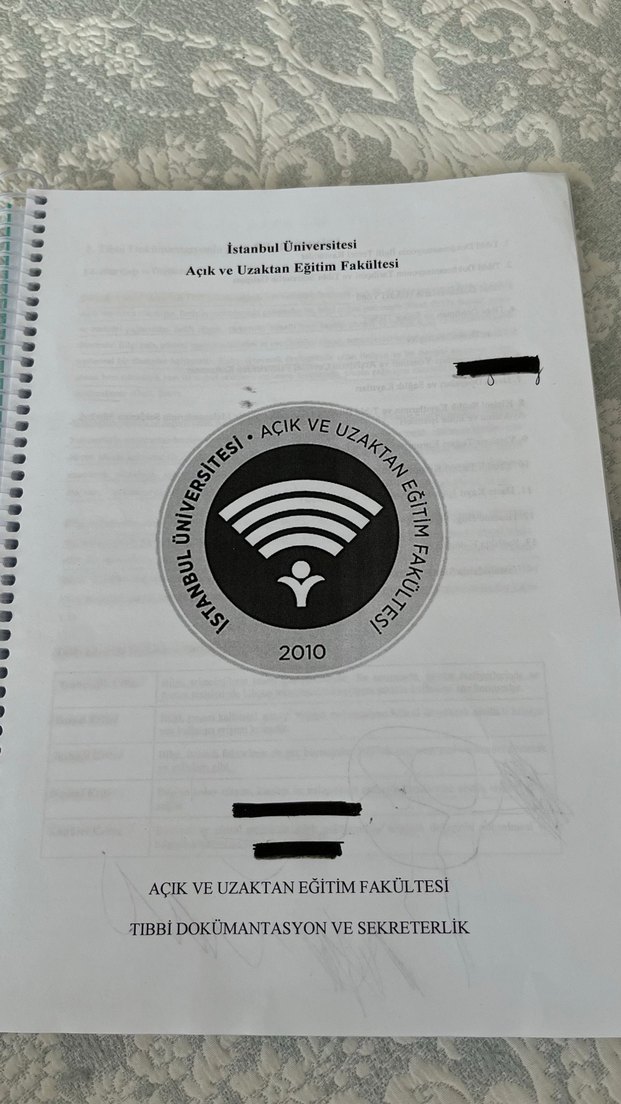 İstanbul Üniversitesi
Açık ve Uzaktan Eğitim Fakültesi
İSTANBUL ÜNİVERSİTESİ • AÇIK VE UZAKTAN EĞİTİM FAKÜLTESİ
2010
AÇIK VE UZAKTAN EĞİTİM FAKÜLTESİ
TIBBİ DOKÜMANTASYON VE SEKRETERLİK